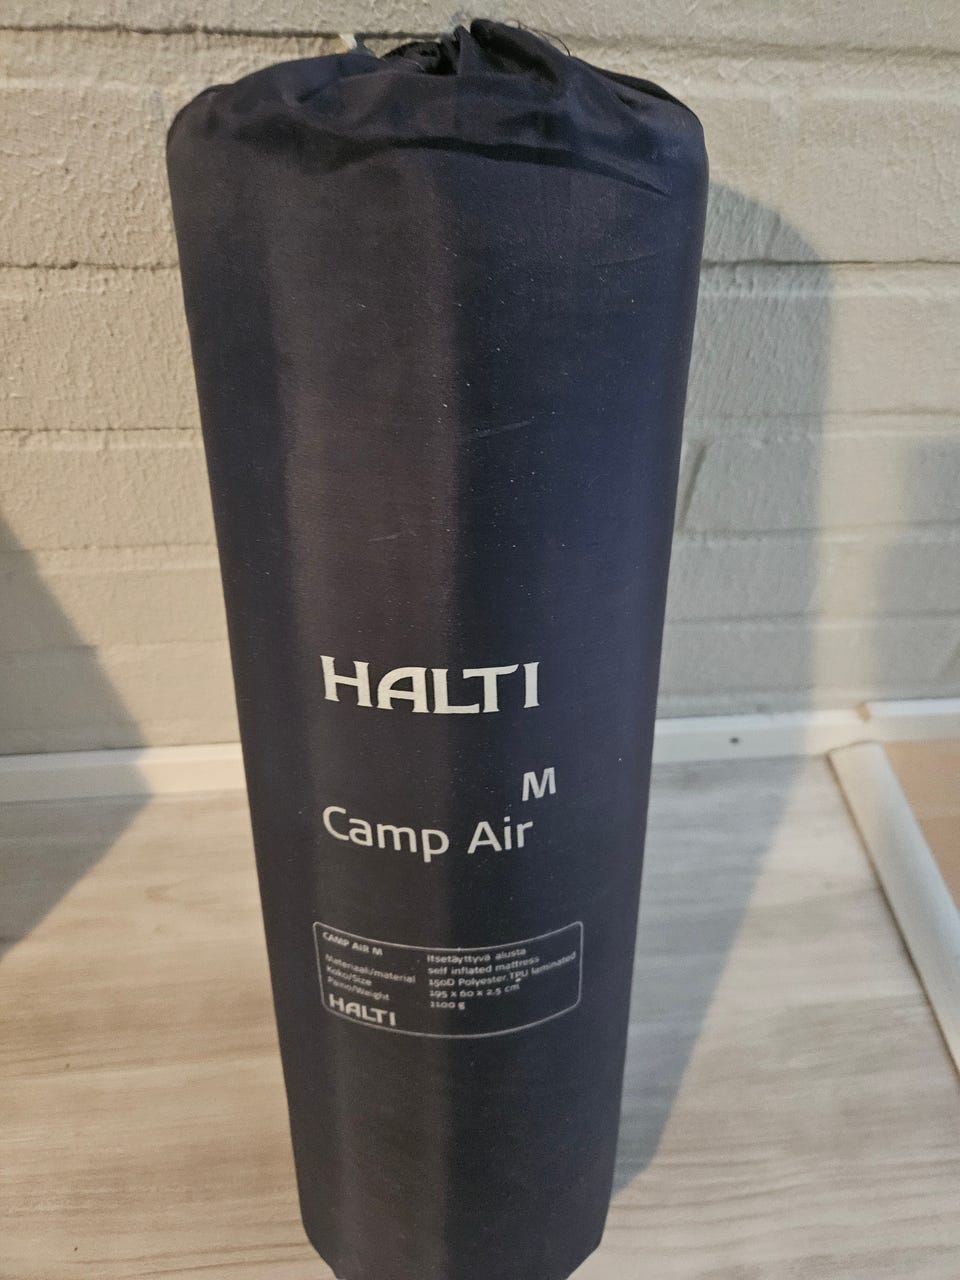 HALTI
M
Camp Air
CAMP AIR M
Itsetäyttyvä alusta
self inflated mattress
Materiaali/material 150D Polyester.TPU laminated
Koko/Size 195 x 60 x 2.5 cm
Paino/Weight 1100 g
HALTI